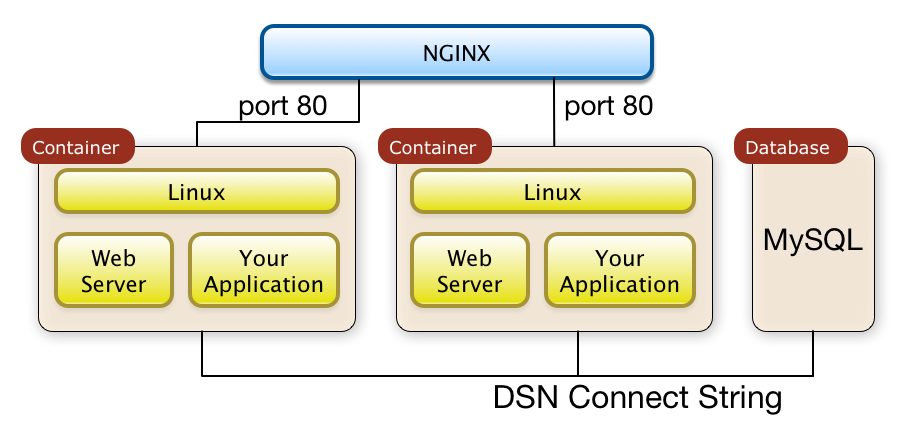 NGINX
port 80
port 80
Container
Container
Database
Linux
Linux
Web
Server
Your
Application
Web
Server
Your
Application
MySQL
DSN Connect String